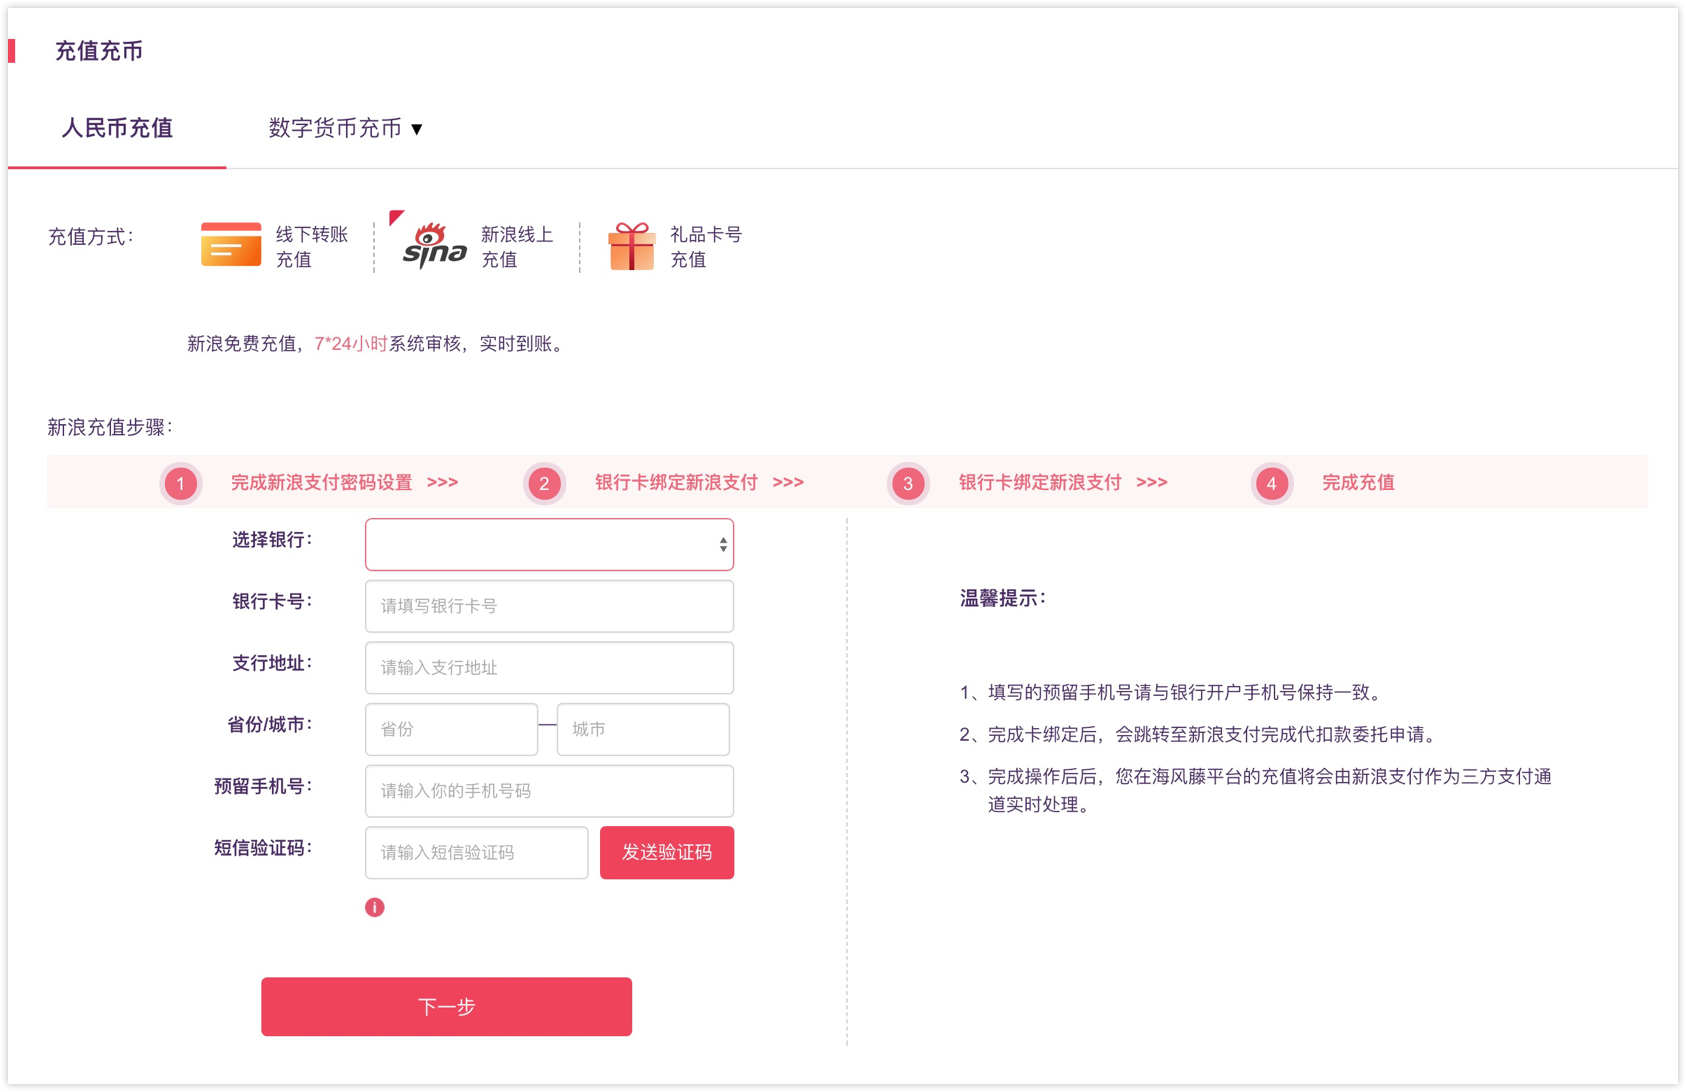 充值充币
人民币充值
数字货币充币 ▼
充值方式：
线下转账
充值
sina
新浪线上
充值
礼品卡号
充值
新浪免费充值，7*24小时系统审核，实时到账。
新浪充值步骤：
1 完成新浪支付密码设置 >>>
2 银行卡绑定新浪支付 >>>
3 银行卡绑定新浪支付 >>>
4 完成充值
选择银行：
银行卡号： 请填写银行卡号
支行地址： 请输入支行地址
省份/城市： 省份 — 城市
预留手机号： 请输入你的手机号码
短信验证码： 请输入短信验证码 发送验证码
i
下一步
温馨提示：
1、填写的预留手机号请与银行开户手机号保持一致。
2、完成卡绑定后，会跳转至新浪支付完成代扣款委托申请。
3、完成操作后后，您在海风藤平台的充值将会由新浪支付作为三方支付通
道实时处理。